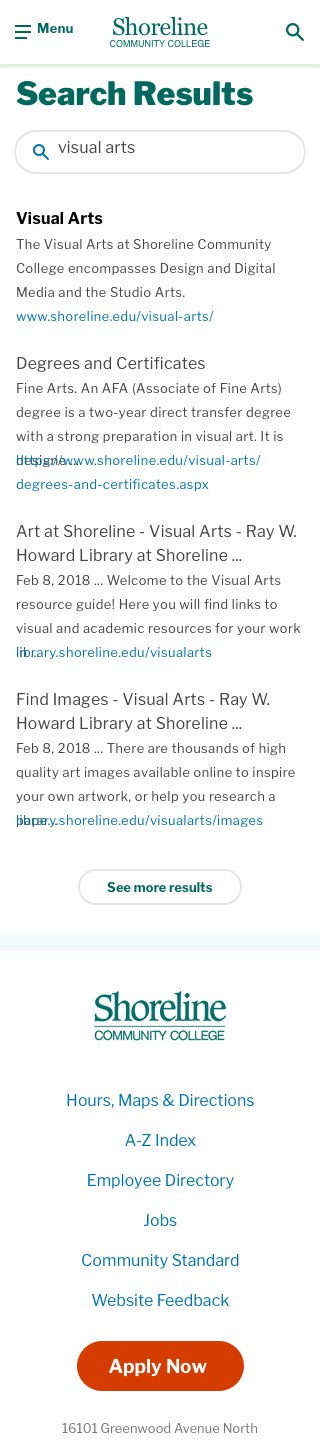 Menu
Shoreline
COMMUNITY COLLEGE
Search Results
visual arts
Visual Arts
The Visual Arts at Shoreline Community
College encompasses Design and Digital
Media and the Studio Arts.
www.shoreline.edu/visual-arts/
Degrees and Certificates
Fine Arts. An AFA (Associate of Fine Arts)
degree is a two-year direct transfer degree
with a strong preparation in visual art. It is
designe...
https://www.shoreline.edu/visual-arts/
degrees-and-certificates.aspx
Art at Shoreline - Visual Arts - Ray W.
Howard Library at Shoreline ...
Feb 8, 2018 ... Welcome to the Visual Arts
resource guide! Here you will find links to
visual and academic resources for your work
in ...
library.shoreline.edu/visualarts
Find Images - Visual Arts - Ray W.
Howard Library at Shoreline ...
Feb 8, 2018 ... There are thousands of high
quality art images available online to inspire
your own artwork, or help you research a
pape...
library.shoreline.edu/visualarts/images
See more results
Shoreline
COMMUNITY COLLEGE
Hours, Maps & Directions
A-Z Index
Employee Directory
Jobs
Community Standard
Website Feedback
Apply Now
16101 Greenwood Avenue North